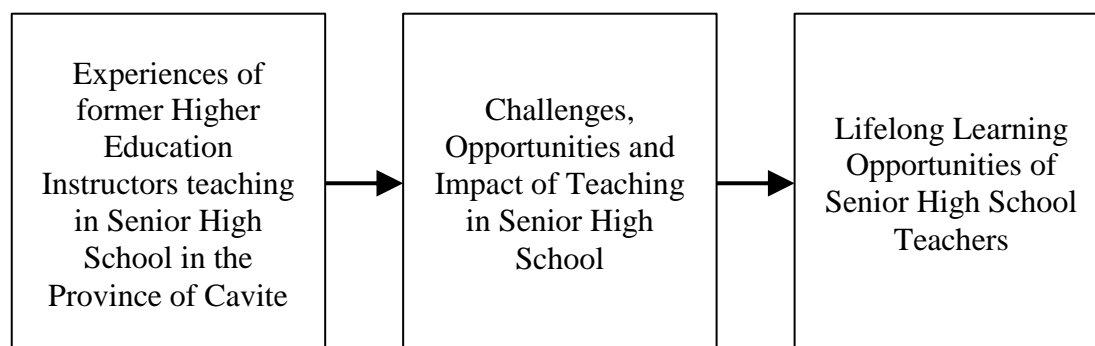 Experiences of
former Higher
Education
Instructors teaching
in Senior High
School in the
Province of Cavite
Challenges,
Opportunities and
Impact of Teaching
in Senior High
School
Lifelong Learning
Opportunities of
Senior High School
Teachers